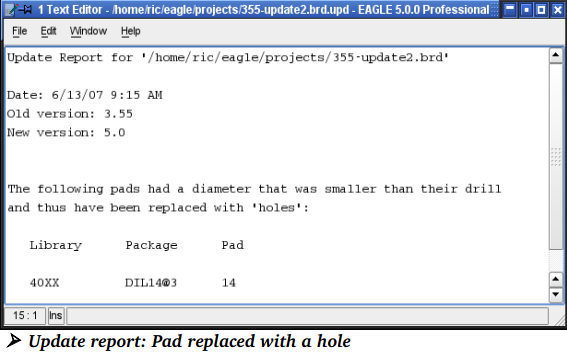 1 Text Editor - /home/ric/eagle/projects/355-update2.brd.upd - EAGLE 5.0.0 Professional
File Edit Window Help
Update Report for '/home/ric/eagle/projects/355-update2.brd'
Date: 6/13/07 9:15 AM
Old version: 3.55
New version: 5.0
The following pads had a diameter that was smaller than their drill
and thus have been replaced with 'holes':
Library Package Pad
40XX DIL14@3 14
15:1 Ins
➢ Update report: Pad replaced with a hole